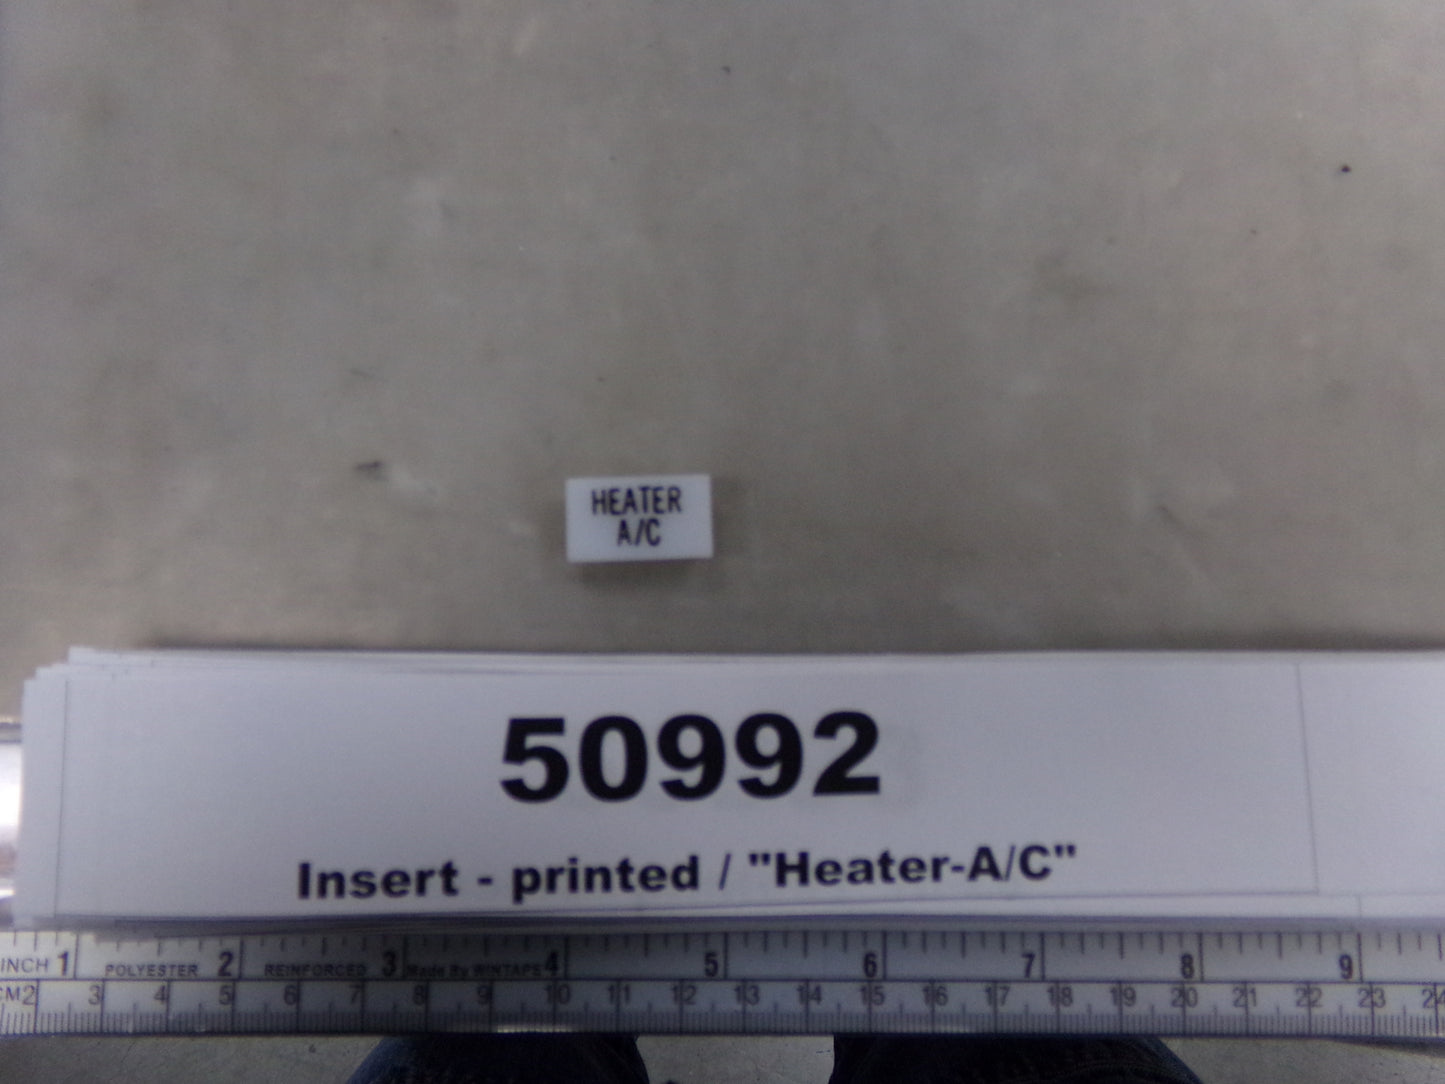 HEATER
A/C
50992
Insert - printed / "Heater-A/C"
INCH 1 POLYESTER 2 REINFORCED 3 Made By WINTAPE 4 5 6 7 8 9
CM2 3 4 5 6 7 8 9 10 11 12 13 14 15 16 17 18 19 20 21 22 23 24